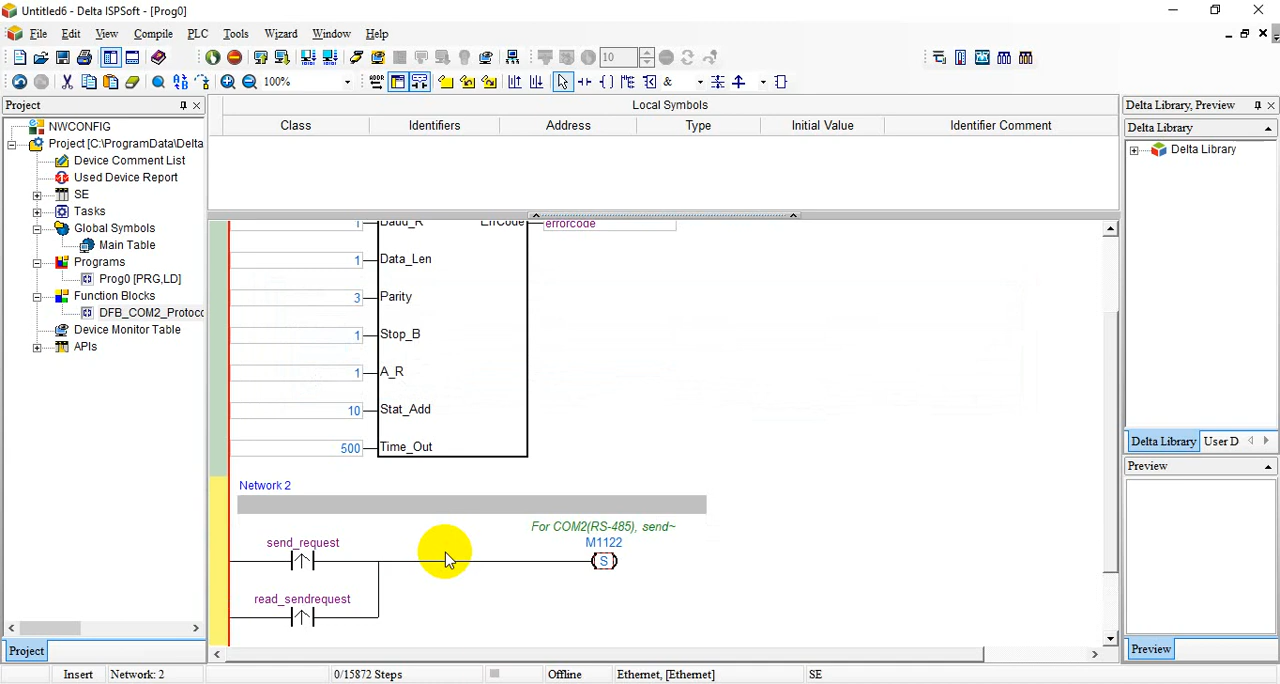 Untitled6 - Delta ISPSoft - [Prog0]
File Edit View Compile PLC Tools Wizard Window Help
10
100%
&
Project
NWCONFIG
Project [C:\ProgramData\Delta
Device Comment List
Used Device Report
SE
Tasks
Global Symbols
Main Table
Programs
Prog0 [PRG,LD]
Function Blocks
DFB_COM2_Protoco
Device Monitor Table
APIs
Project
Local Symbols
Class Identifiers Address Type Initial Value Identifier Comment
1 Baud_R ErrCode errorcode
1 Data_Len
3 Parity
1 Stop_B
1 A_R
10 Stat_Add
500 Time_Out
Network 2
For COM2(RS-485), send~
send_request M1122
S
read_sendrequest
Delta Library, Preview
Delta Library
Delta Library
Delta Library User D
Preview
Preview
Insert Network: 2 0/15872 Steps Offline Ethernet, [Ethernet] SE